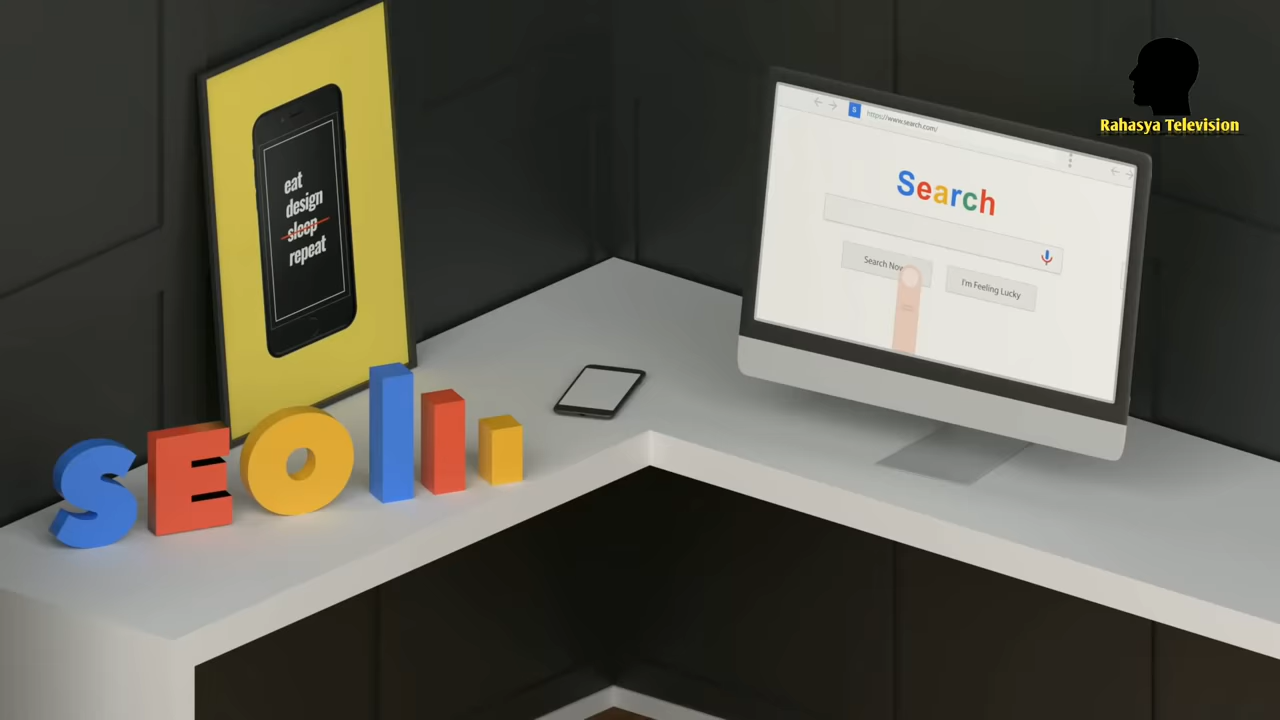 eat
design
sleep
repeat
SEO
S
https://www.search.com/
Search
Search Now
I'm Feeling Lucky
Rahasya Television